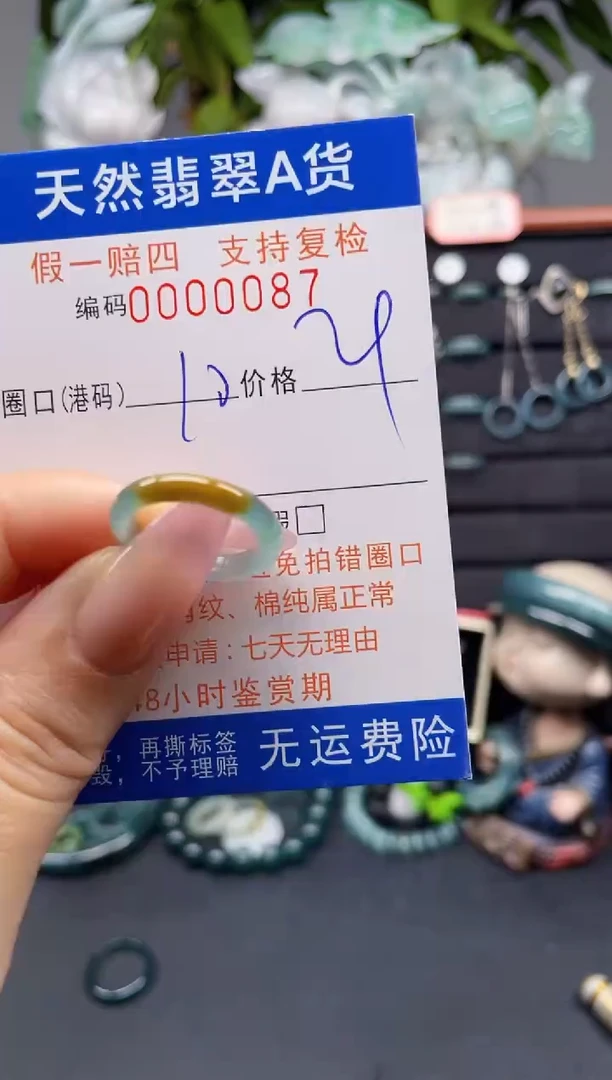 天然翡翠A货
假一赔四 支持复检
编码0000087
圈口(港码) 12 价格
免拍错圈口
纹、棉纯属正常
申请:七天无理由
48小时鉴赏期
,再撕标签
毁,不予理赔
无运费险